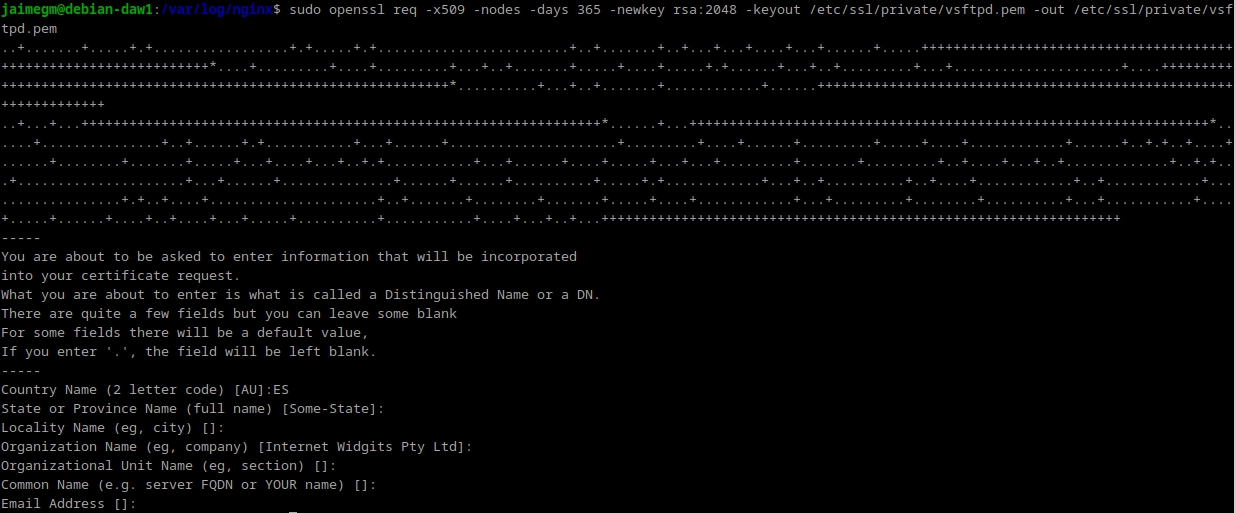 jaimegm@debian-daw1:/var/log/nginx$ sudo openssl req -x509 -nodes -days 365 -newkey rsa:2048 -keyout /etc/ssl/private/vsftpd.pem -out /etc/ssl/private/vsf
tpd.pem
-----
You are about to be asked to enter information that will be incorporated
into your certificate request.
What you are about to enter is what is called a Distinguished Name or a DN.
There are quite a few fields but you can leave some blank
For some fields there will be a default value,
If you enter '.', the field will be left blank.
-----
Country Name (2 letter code) [AU]:ES
State or Province Name (full name) [Some-State]:
Locality Name (eg, city) []:
Organization Name (eg, company) [Internet Widgits Pty Ltd]:
Organizational Unit Name (eg, section) []:
Common Name (e.g. server FQDN or YOUR name) []:
Email Address []: